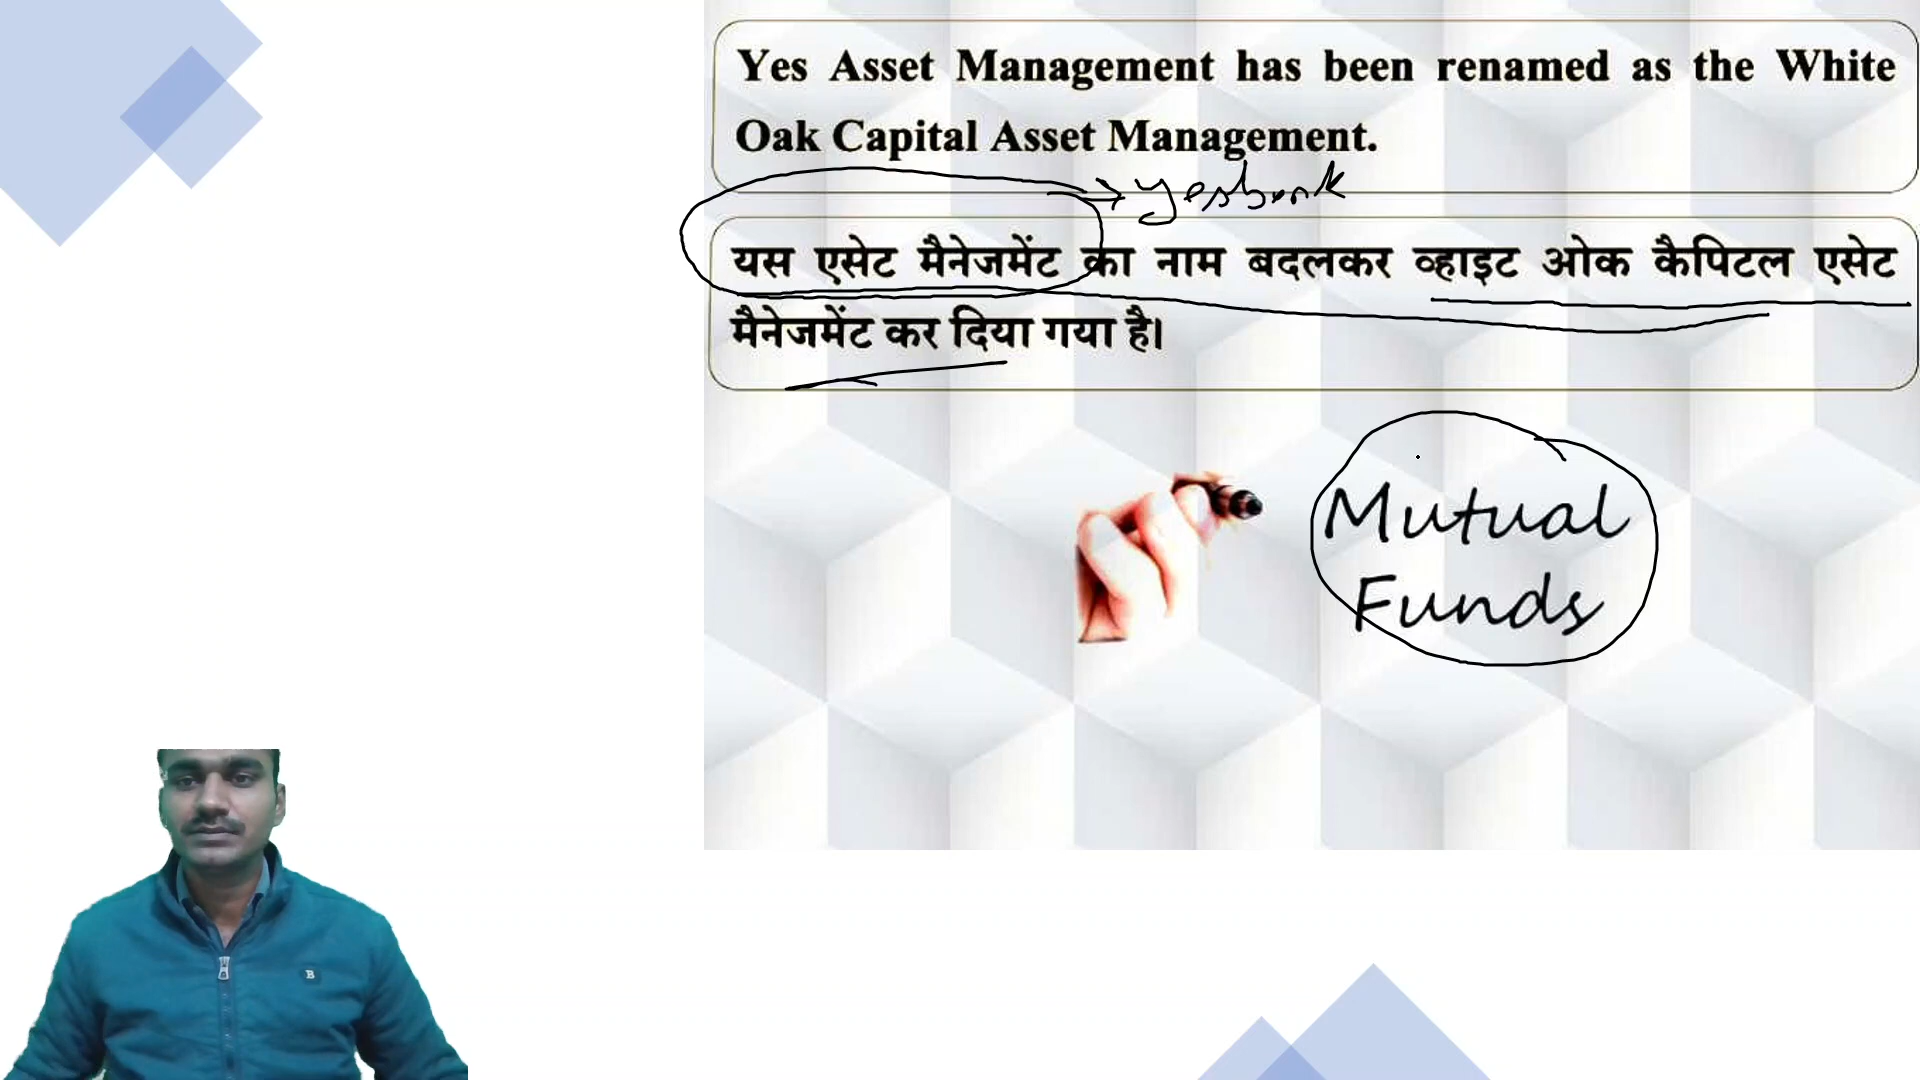 Yes Asset Management has been renamed as the White
Oak Capital Asset Management.
→ yesbank
यस एसेट मैनेजमेंट का नाम बदलकर व्हाइट ओक कैपिटल एसेट
मैनेजमेंट कर दिया गया है।
Mutual
Funds
B